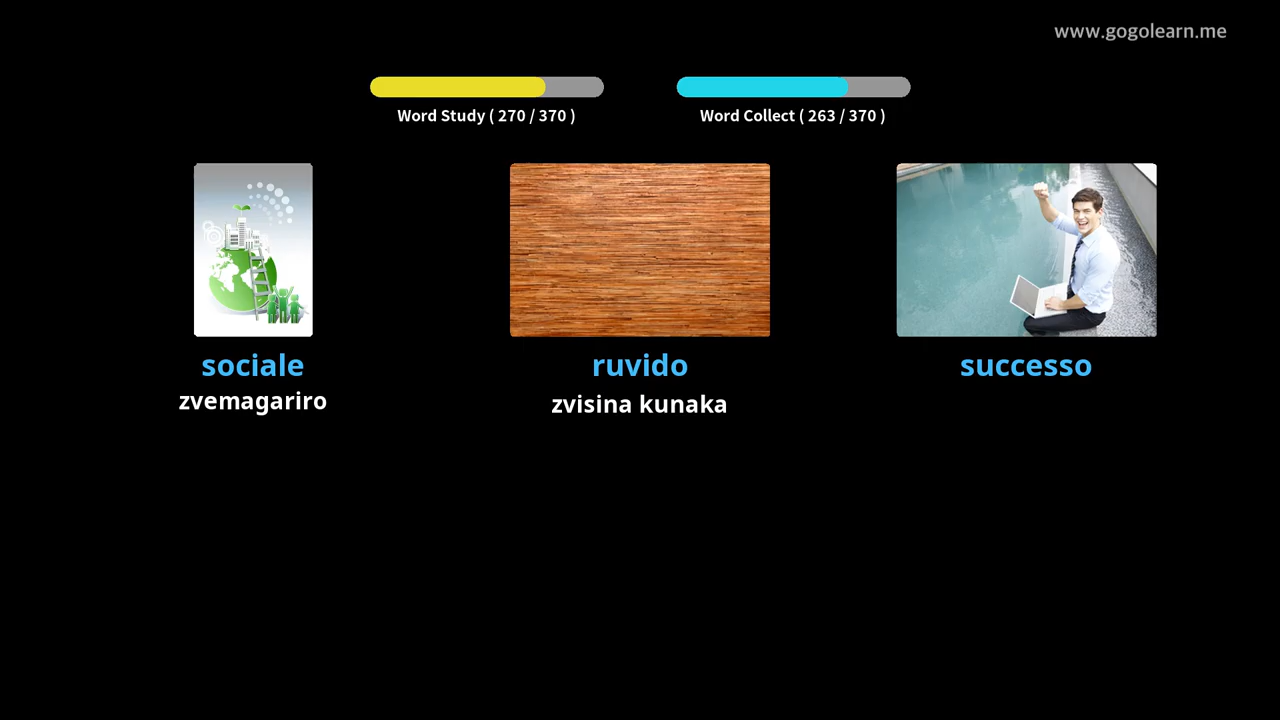 www.gogolearn.me
Word Study ( 270 / 370 )
Word Collect ( 263 / 370 )
sociale
zvemagariro
ruvido
zvisina kunaka
successo